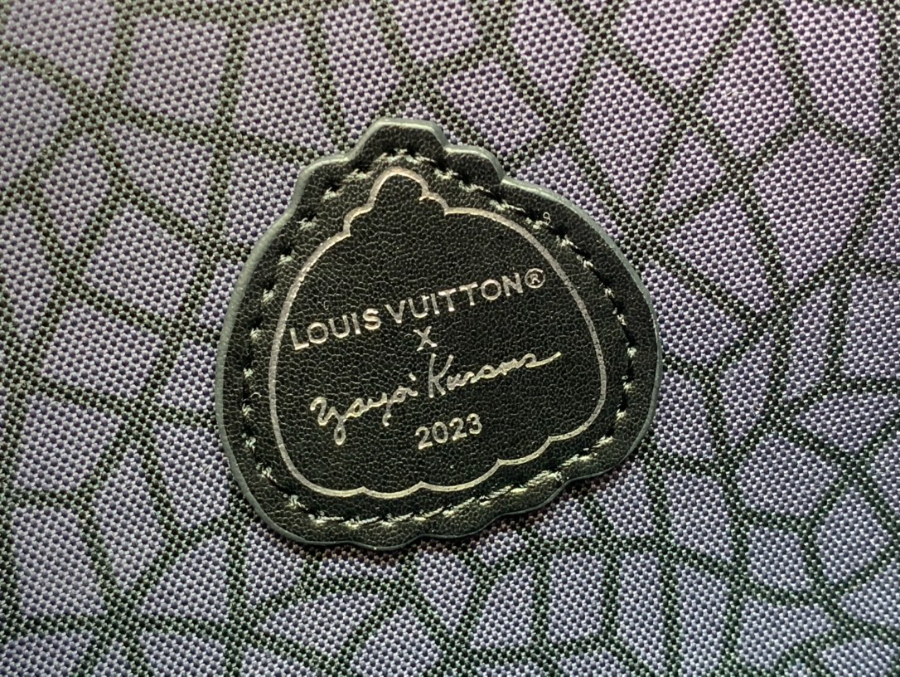 LOUIS VUITTON®
X
Yayoi Kusama
2023